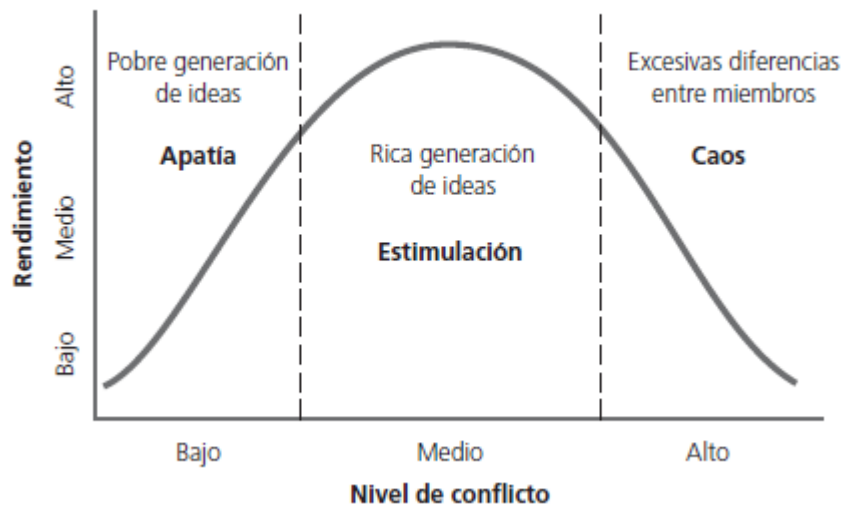 Pobre generación
de ideas
Apatía
Rica generación
de ideas
Estimulación
Excesivas diferencias
entre miembros
Caos
Rendimiento
Alto
Medio
Bajo
Bajo
Medio
Alto
Nivel de conflicto